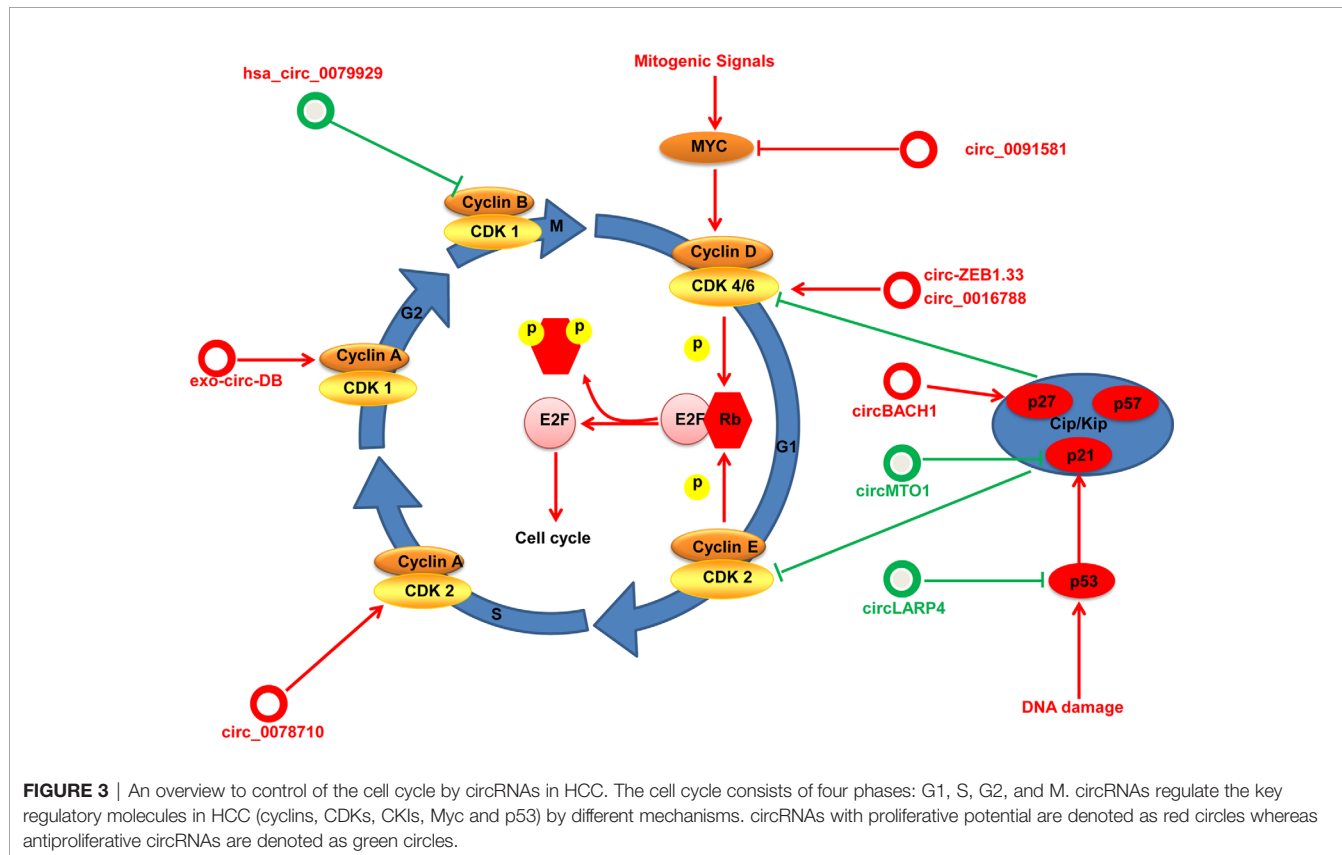 Mitogenic Signals
hsa_circ_0079929
MYC
circ_0091581
Cyclin B
CDK 1
M
Cyclin D
CDK 4/6
circ-ZEB1.33
circ_0016788
G2
p
p
p
Cyclin A
CDK 1
exo-circ-DB
circBACH1
p27
p57
Cip/Kip
p21
E2F
E2F
Rb
G1
circMTO1
p
Cell cycle
Cyclin E
CDK 2
Cyclin A
CDK 2
S
circLARP4
p53
circ_0078710
DNA damage
FIGURE 3 | An overview to control of the cell cycle by circRNAs in HCC. The cell cycle consists of four phases: G1, S, G2, and M. circRNAs regulate the key
regulatory molecules in HCC (cyclins, CDKs, CKIs, Myc and p53) by different mechanisms. circRNAs with proliferative potential are denoted as red circles whereas
antiproliferative circRNAs are denoted as green circles.